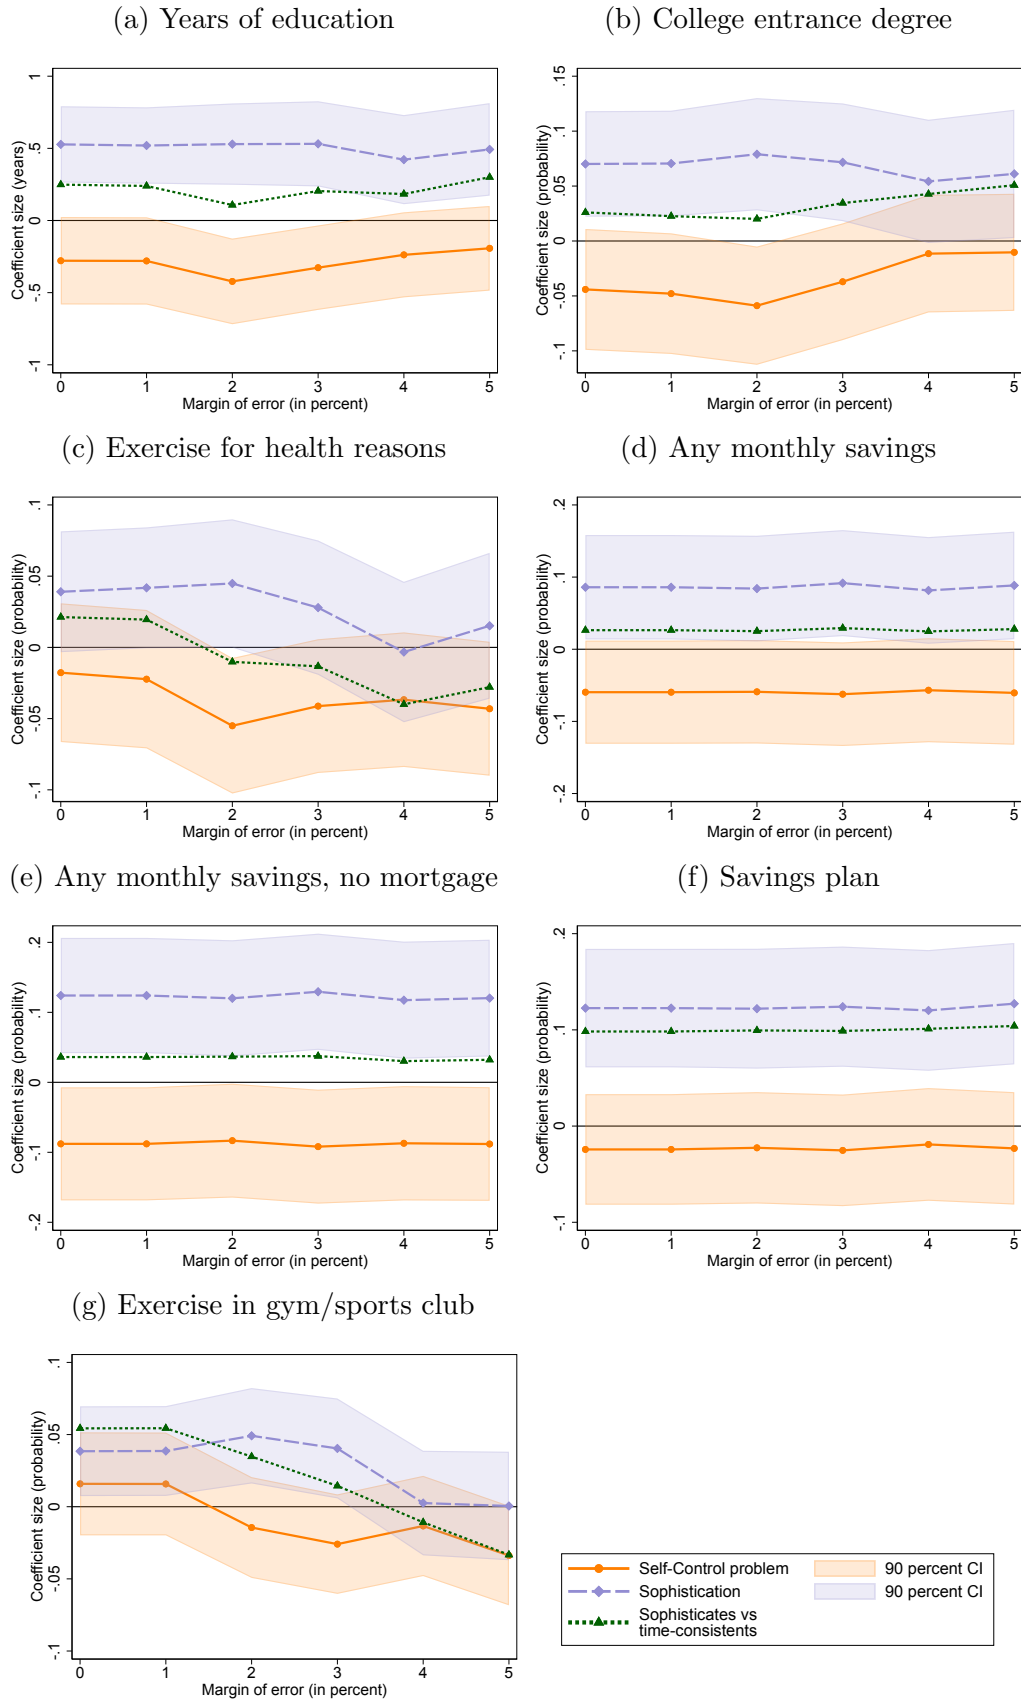 (a) Years of education
Coefficient size (years)
1
.5
0
-.5
-1
0 1 2 3 4 5
Margin of error (in percent)
(b) College entrance degree
Coefficient size (probability)
.15
.1
.05
0
-.05
-.1
0 1 2 3 4 5
Margin of error (in percent)
(c) Exercise for health reasons
Coefficient size (probability)
.1
.05
0
-.05
-.1
0 1 2 3 4 5
Margin of error (in percent)
(d) Any monthly savings
Coefficient size (probability)
.2
.1
0
-.1
-.2
0 1 2 3 4 5
Margin of error (in percent)
(e) Any monthly savings, no mortgage
Coefficient size (probability)
.2
.1
0
-.1
-.2
0 1 2 3 4 5
Margin of error (in percent)
(f) Savings plan
Coefficient size (probability)
.2
.1
0
-.1
0 1 2 3 4 5
Margin of error (in percent)
(g) Exercise in gym/sports club
Coefficient size (probability)
.1
.05
0
-.05
-.1
0 1 2 3 4 5
Margin of error (in percent)
Self-Control problem
90 percent CI
Sophistication
90 percent CI
Sophisticates vs
time-consistents